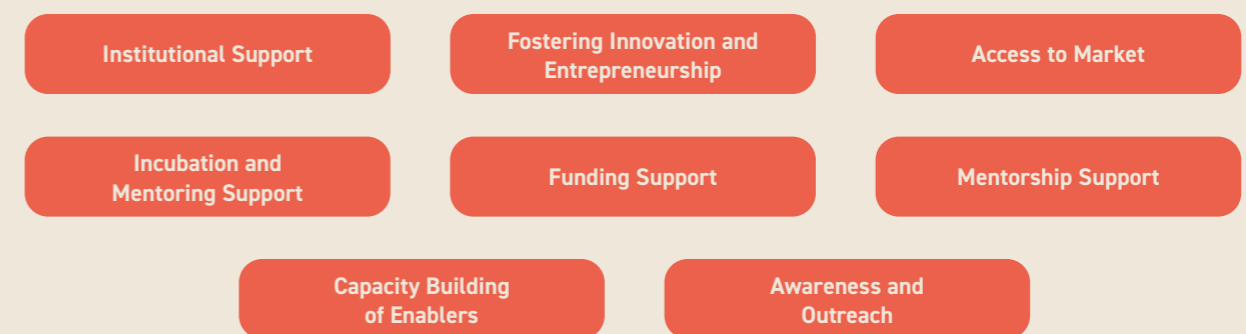 Institutional Support
Fostering Innovation and
Entrepreneurship
Access to Market
Incubation and
Mentoring Support
Funding Support
Mentorship Support
Capacity Building
of Enablers
Awareness and
Outreach